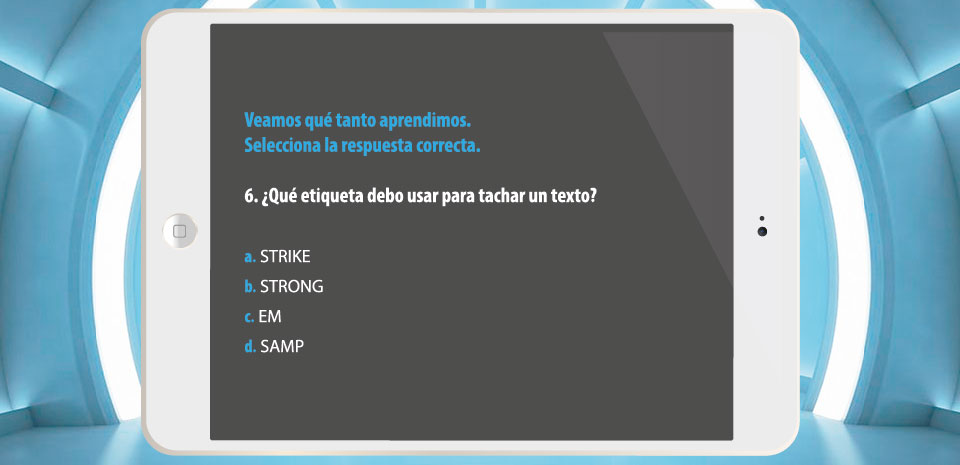 Veamos qué tanto aprendimos.
Selecciona la respuesta correcta.
6. ¿Qué etiqueta debo usar para tachar un texto?
a. STRIKE
b. STRONG
c. EM
d. SAMP